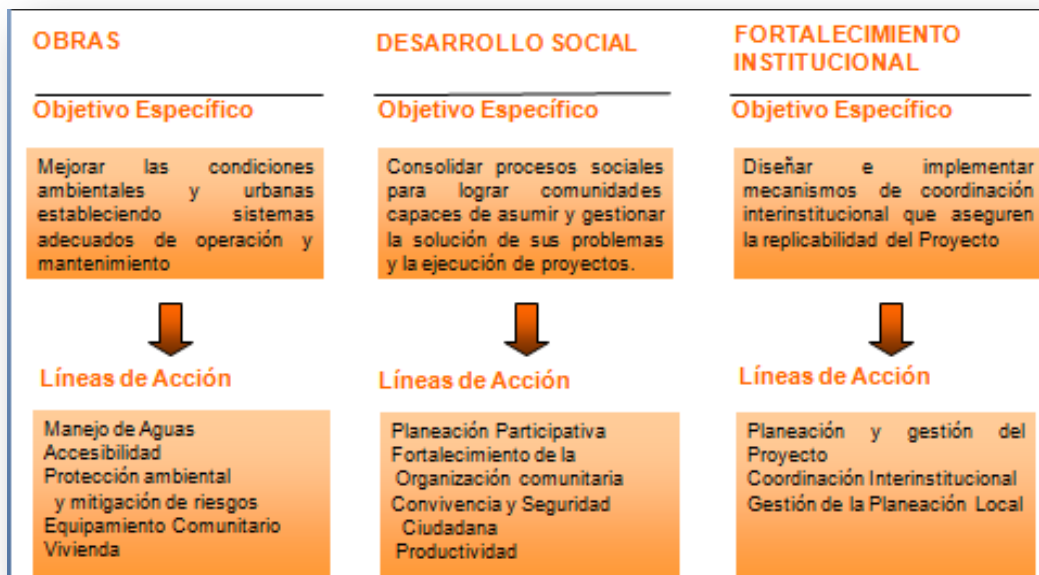 OBRAS
Objetivo Específico
Mejorar las condiciones
ambientales y urbanas
estableciendo sistemas
adecuados de operación y
mantenimiento
Líneas de Acción
Manejo de Aguas
Accesibilidad
Protección ambiental
y mitigación de riesgos
Equipamiento Comunitario
Vivienda
DESARROLLO SOCIAL
Objetivo Específico
Consolidar procesos sociales
para lograr comunidades
capaces de asumir y gestionar
la solución de sus problemas
y la ejecución de proyectos.
Líneas de Acción
Planeación Participativa
Fortalecimiento de la
Organización comunitaria
Convivencia y Seguridad
Ciudadana
Productividad
FORTALECIMIENTO
INSTITUCIONAL
Objetivo Específico
Diseñar e implementar
mecanismos de coordinación
interinstitucional que aseguren
la replicabilidad del Proyecto
Líneas de Acción
Planeación y gestión del
Proyecto
Coordinación Interinstitucional
Gestión de la Planeación Local